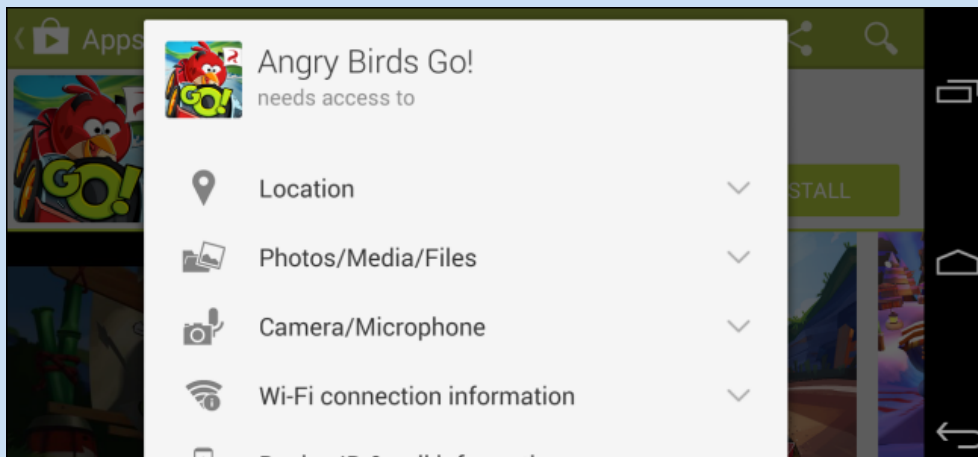 Apps
Angry Birds Go!
needs access to
GO!
GO!
Location
STALL
Photos/Media/Files
Camera/Microphone
Wi-Fi connection information